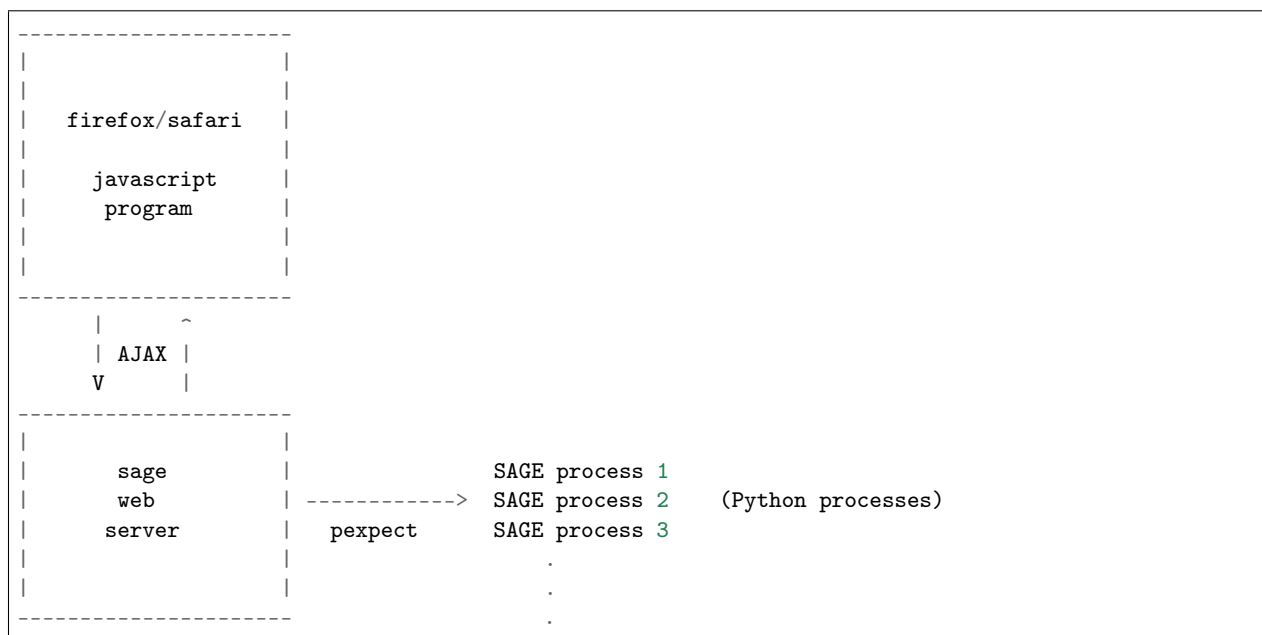 ----------------------
|                    |
|                    |
|   firefox/safari   |
|                    |
|     javascript     |
|      program       |
|                    |
|                    |
----------------------
      |      ^
      | AJAX |
      V      |
----------------------
|                    |
|       sage         |                SAGE process 1
|       web          | ------------>  SAGE process 2    (Python processes)
|      server        |   pexpect      SAGE process 3
|                    |                    .
|                    |                    .
----------------------                    .